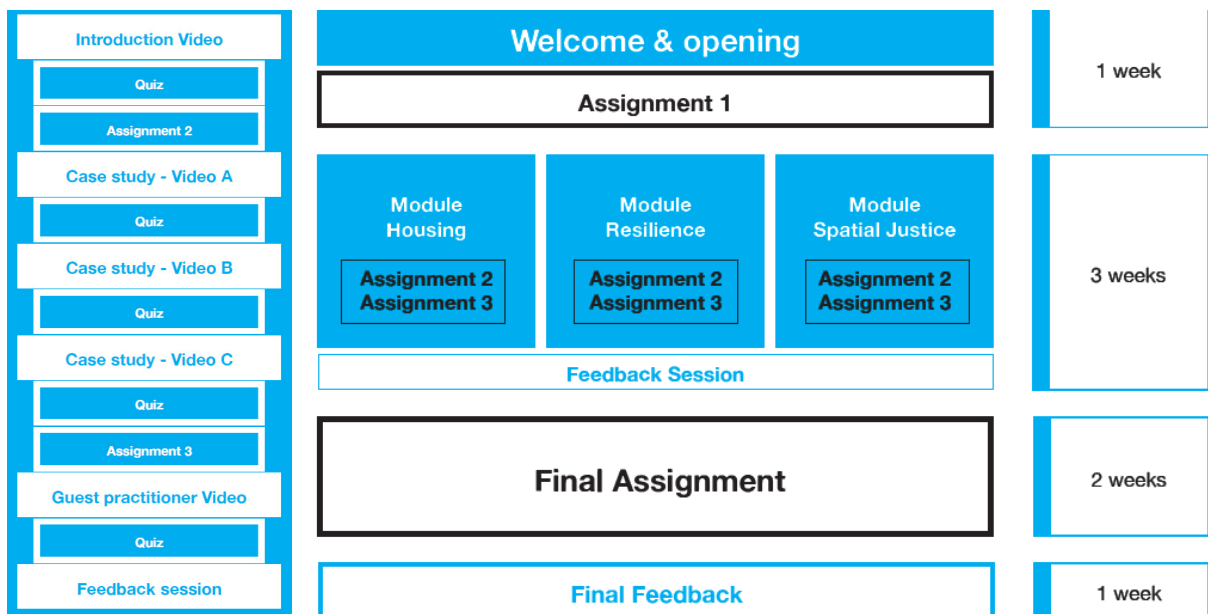 Introduction Video
Quiz
Assignment 2
Case study - Video A
Quiz
Case study - Video B
Quiz
Case study - Video C
Quiz
Assignment 3
Guest practitioner Video
Quiz
Feedback session
Welcome & opening
Assignment 1
Module
Housing
Assignment 2
Assignment 3
Module
Resilience
Assignment 2
Assignment 3
Module
Spatial Justice
Assignment 2
Assignment 3
Feedback Session
Final Assignment
Final Feedback
1 week
3 weeks
2 weeks
1 week